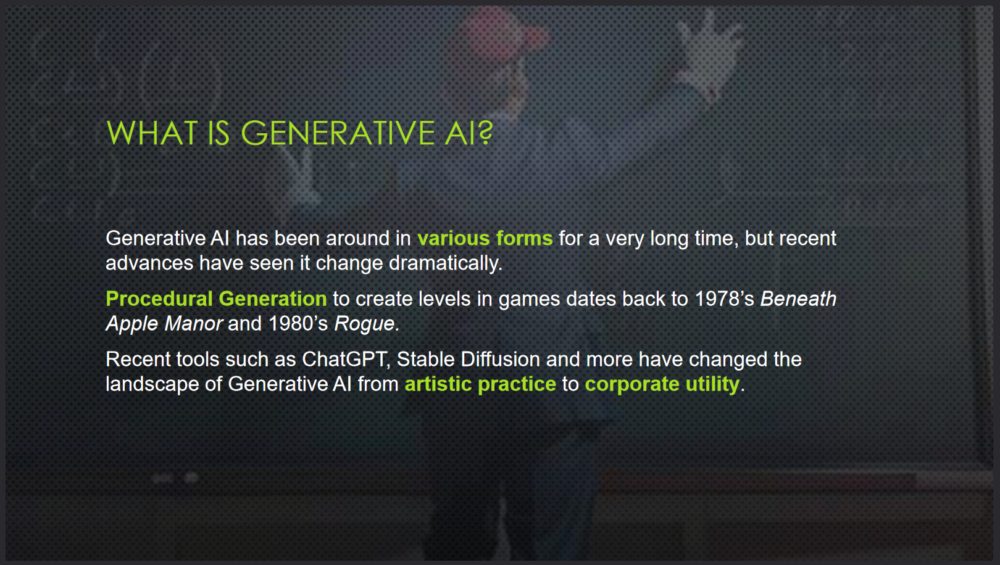 WHAT IS GENERATIVE AI?
Generative AI has been around in various forms for a very long time, but recent
advances have seen it change dramatically.
Procedural Generation to create levels in games dates back to 1978’s Beneath
Apple Manor and 1980’s Rogue.
Recent tools such as ChatGPT, Stable Diffusion and more have changed the
landscape of Generative AI from artistic practice to corporate utility.